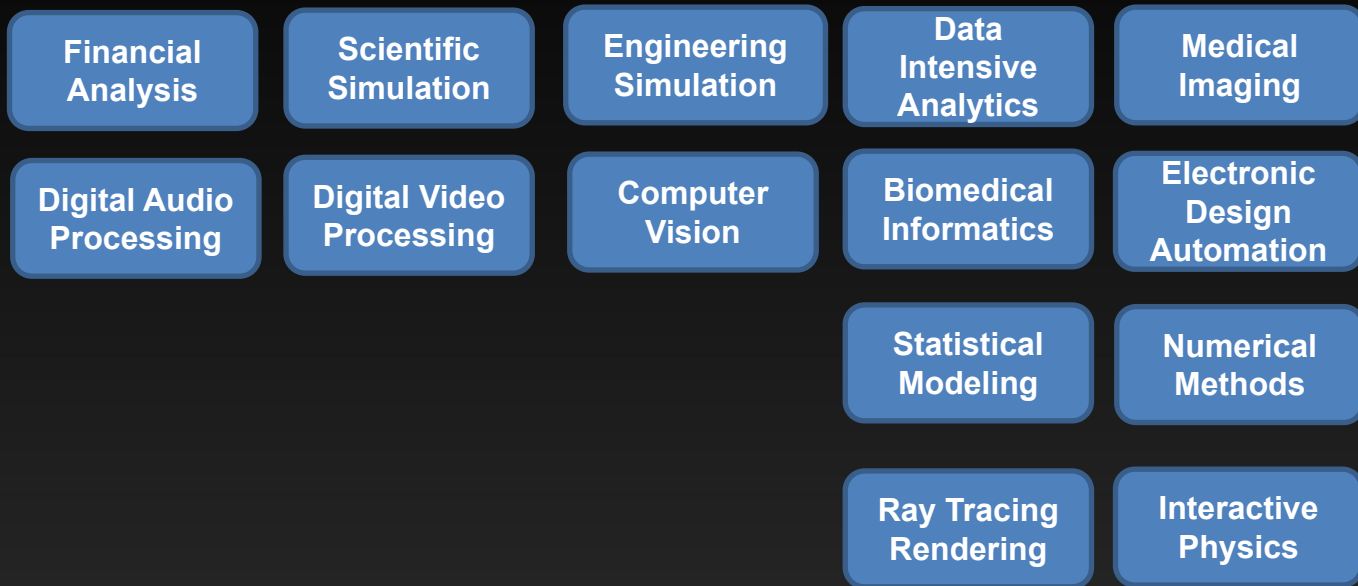 Financial
Analysis
Scientific
Simulation
Engineering
Simulation
Data
Intensive
Analytics
Medical
Imaging
Digital Audio
Processing
Digital Video
Processing
Computer
Vision
Biomedical
Informatics
Electronic
Design
Automation
Statistical
Modeling
Numerical
Methods
Ray Tracing
Rendering
Interactive
Physics